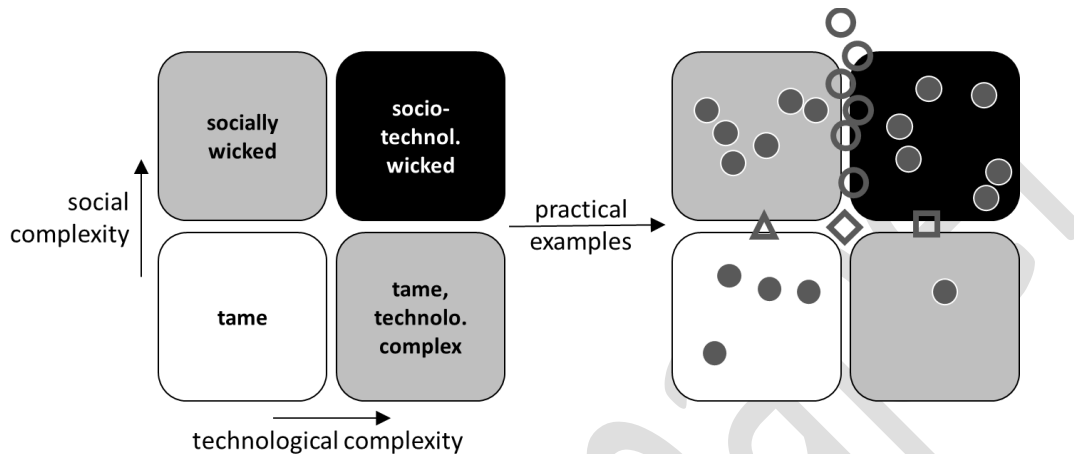 socially
wicked
socio-
technol.
wicked
social
complexity
practical
examples
tame
tame,
technolo.
complex
technological complexity